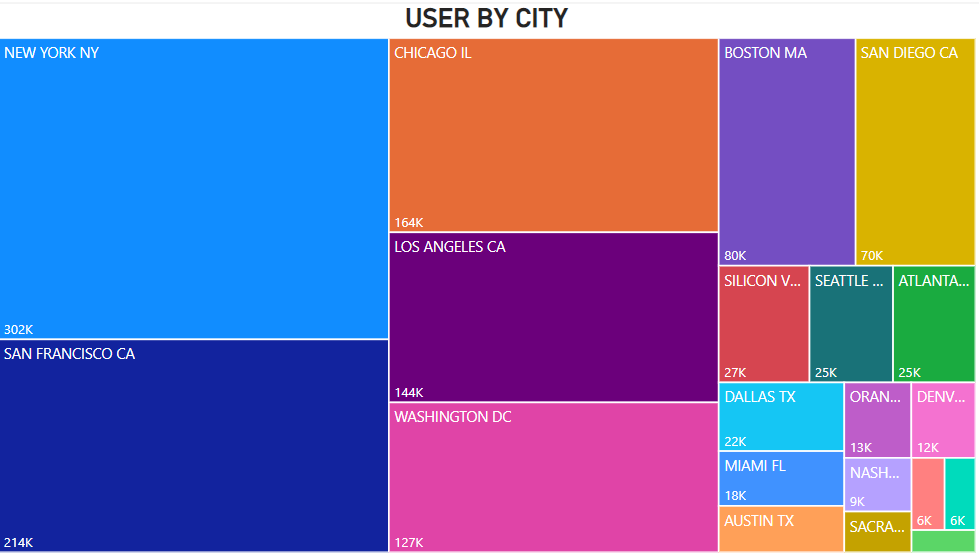 USER BY CITY
NEW YORK NY
302K
SAN FRANCISCO CA
214K
CHICAGO IL
164K
LOS ANGELES CA
144K
WASHINGTON DC
127K
BOSTON MA
80K
SAN DIEGO CA
70K
SILICON V...
27K
SEATTLE ...
25K
ATLANTA...
25K
DALLAS TX
22K
MIAMI FL
18K
AUSTIN TX
ORAN...
13K
DENV...
12K
NASH...
9K
SACRA...
6K
6K